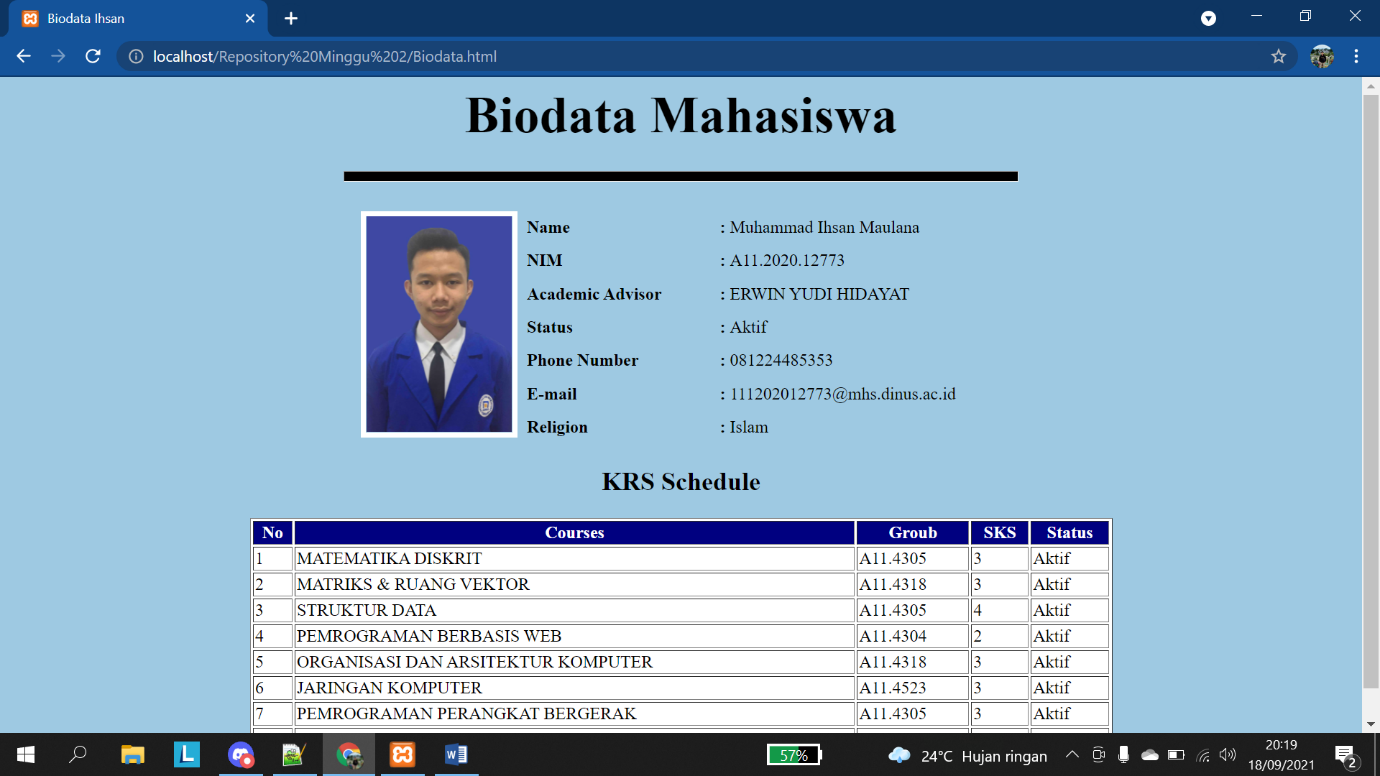 Biodata Ihsan
localhost/Repository%20Minggu%202/Biodata.html
Biodata Mahasiswa
Name : Muhammad Ihsan Maulana
NIM : A11.2020.12773
Academic Advisor : ERWIN YUDI HIDAYAT
Status : Aktif
Phone Number : 081224485353
E-mail : 111202012773@mhs.dinus.ac.id
Religion : Islam
KRS Schedule
No Courses Groub SKS Status
1 MATEMATIKA DISKRIT A11.4305 3 Aktif
2 MATRIKS & RUANG VEKTOR A11.4318 3 Aktif
3 STRUKTUR DATA A11.4305 4 Aktif
4 PEMROGRAMAN BERBASIS WEB A11.4304 2 Aktif
5 ORGANISASI DAN ARSITEKTUR KOMPUTER A11.4318 3 Aktif
6 JARINGAN KOMPUTER A11.4523 3 Aktif
7 PEMROGRAMAN PERANGKAT BERGERAK A11.4305 3 Aktif
L W 57% 24°C Hujan ringan 20:19
18/09/2021 2